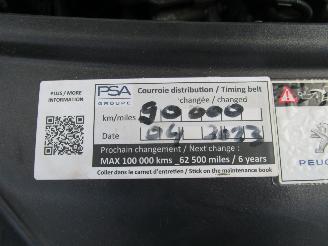 PLUS / MORE
INFORMATION
PSA
GROUPE
Courroie distribution / Timing belt
changée / changed
km/miles 90000
Date 04 2023
Prochain changement / Next change :
MAX 100 000 kms _62 500 miles / 6 years
Coller dans le carnet d'entretien / Stick on the maintenance book